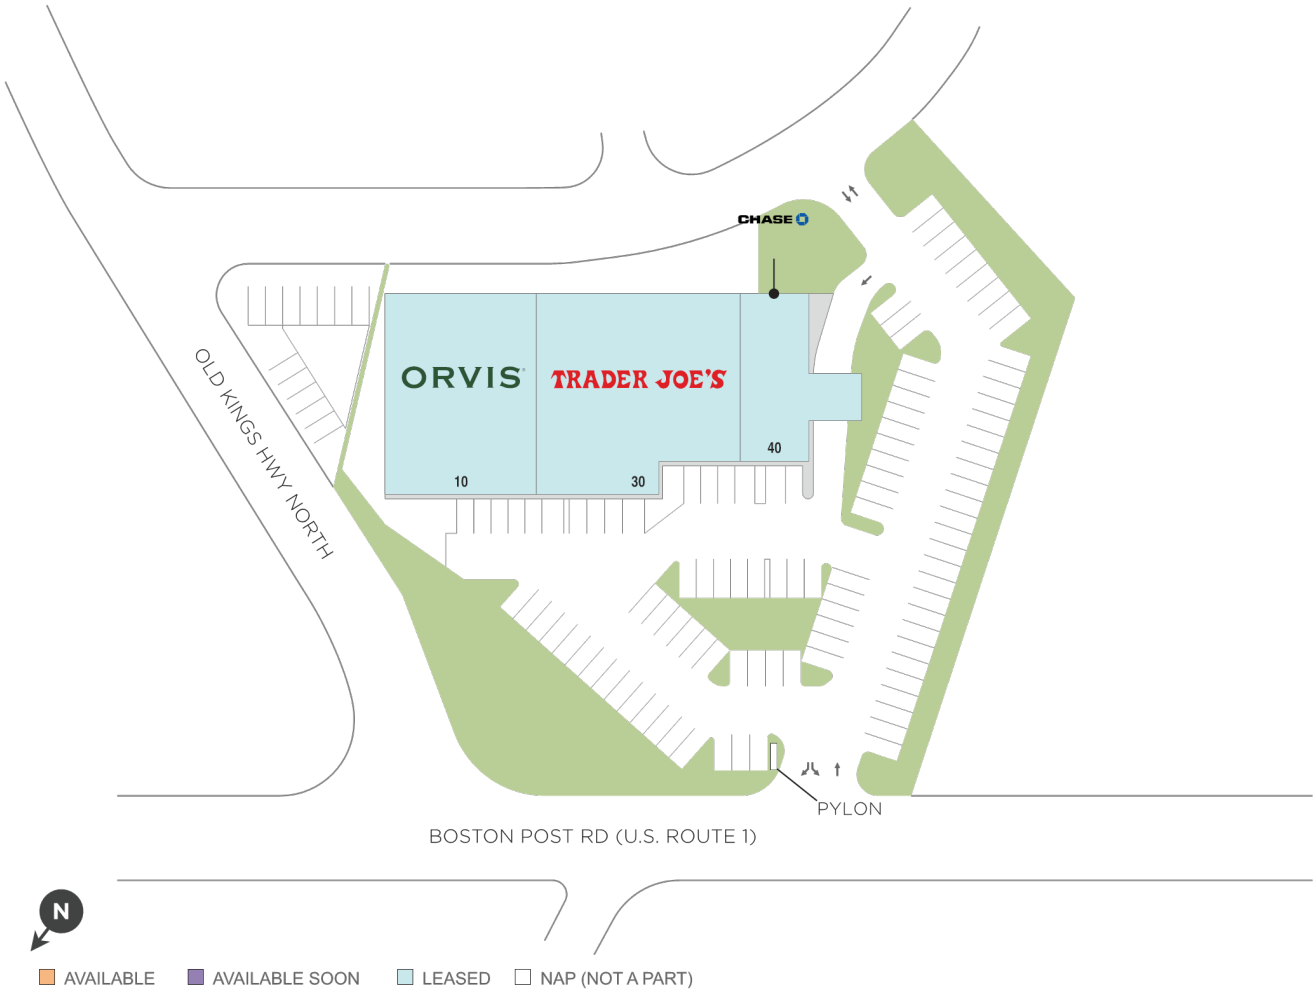 CHASE
ORVIS
TRADER JOE'S
40
10
30
OLD KINGS HWY NORTH
PYLON
BOSTON POST RD (U.S. ROUTE 1)
N
AVAILABLE
AVAILABLE SOON
LEASED
NAP (NOT A PART)